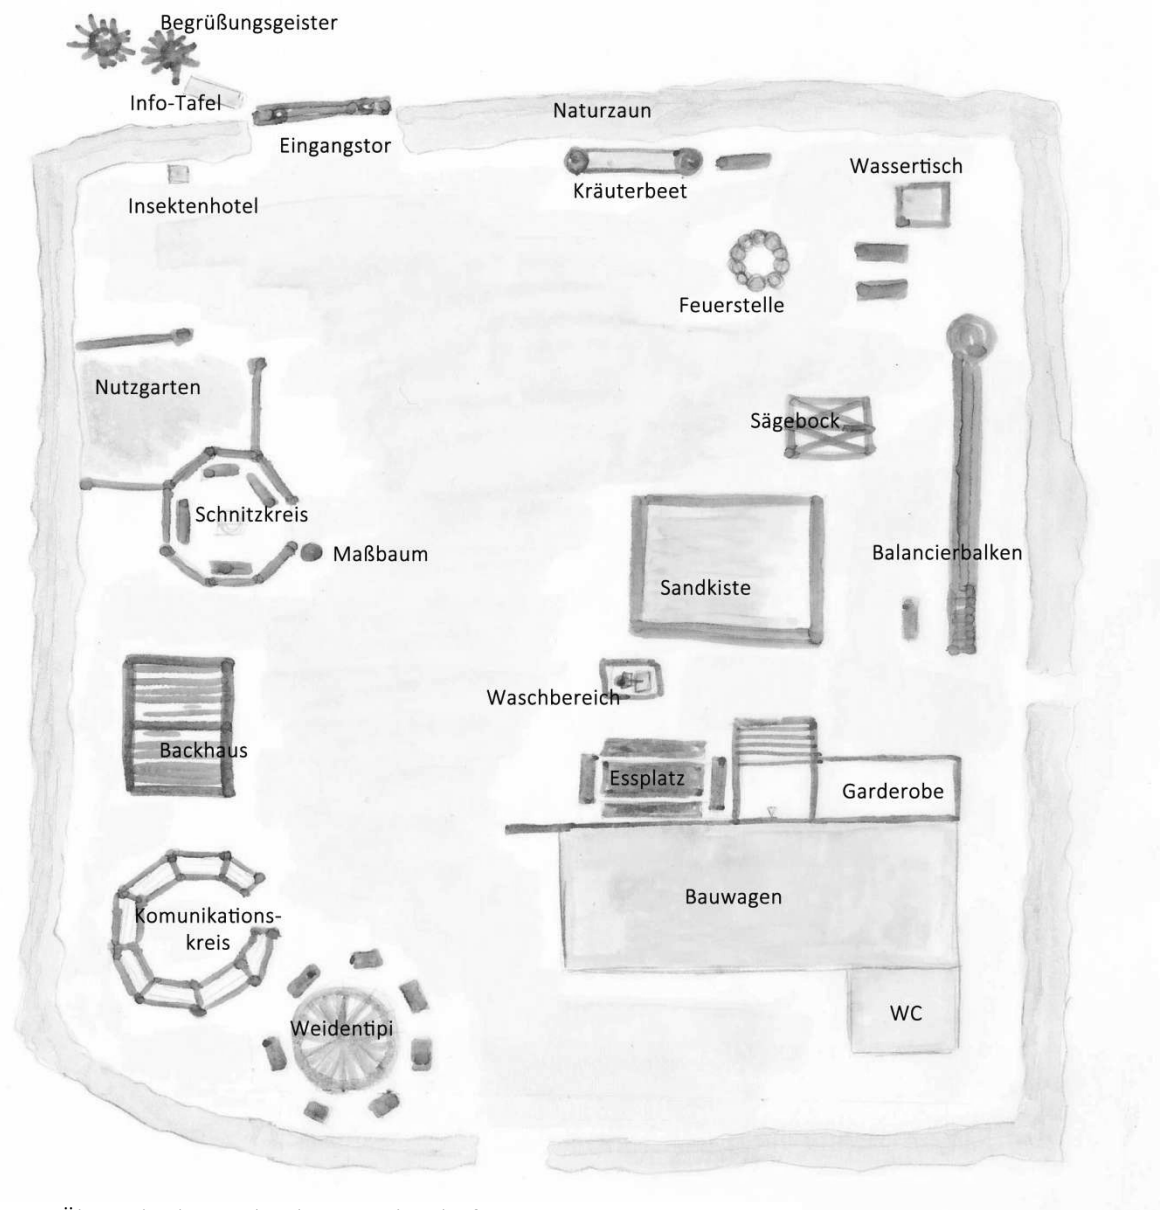 Begrüßungsgeister
Info-Tafel
Eingangstor
Naturzaun
Insektenhotel
Kräuterbeet
Wassertisch
Feuerstelle
Nutzgarten
Sägebock
Schnitzkreis
Maßbaum
Balancierbalken
Sandkiste
Waschbereich
Backhaus
Essplatz
Garderobe
Bauwagen
Komunikations-
kreis
Weidentipi
WC